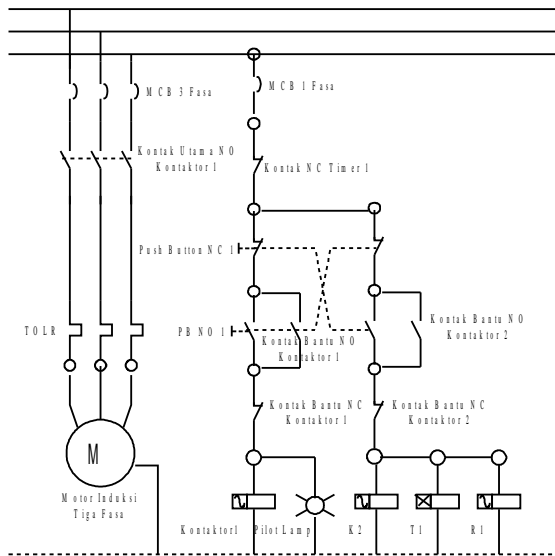 MCB 3 Fasa
MCB 1 Fasa
Kontak Utama NO
Kontaktor 1
Kontak NC Timer 1
Push Button NC 1
TOLR
PB NO 1
Kontak Bantu NO
Kontaktor 1
Kontak Bantu NO
Kontaktor 2
Kontak Bantu NC
Kontaktor 1
Kontak Bantu NC
Kontaktor 2
M
Motor Induksi
Tiga Fasa
Kontaktor1
Pilot Lamp
K2
T1
R1